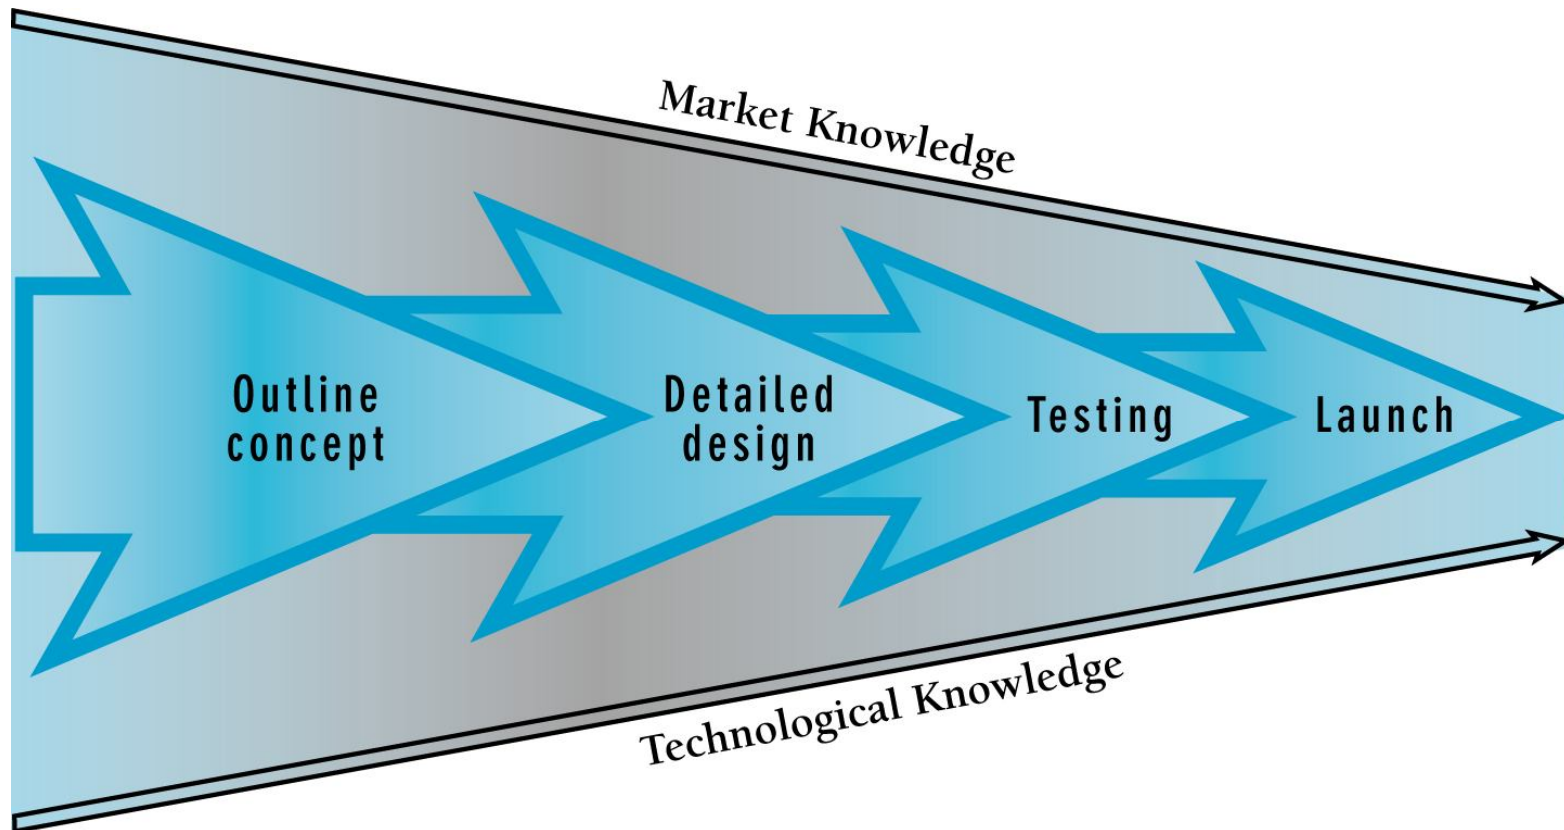 Market Knowledge
Outline
concept
Detailed
design
Testing
Launch
Technological Knowledge